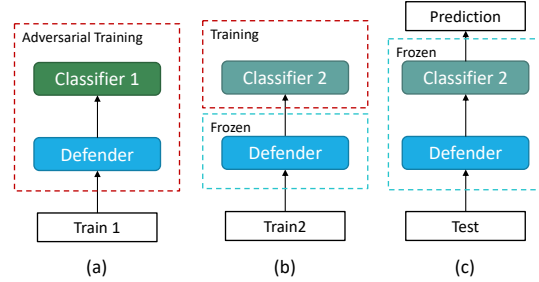 Adversarial Training
Classifier 1
Defender
Train 1
(a)
Training
Classifier 2
Frozen
Defender
Train2
(b)
Prediction
Frozen
Classifier 2
Defender
Test
(c)